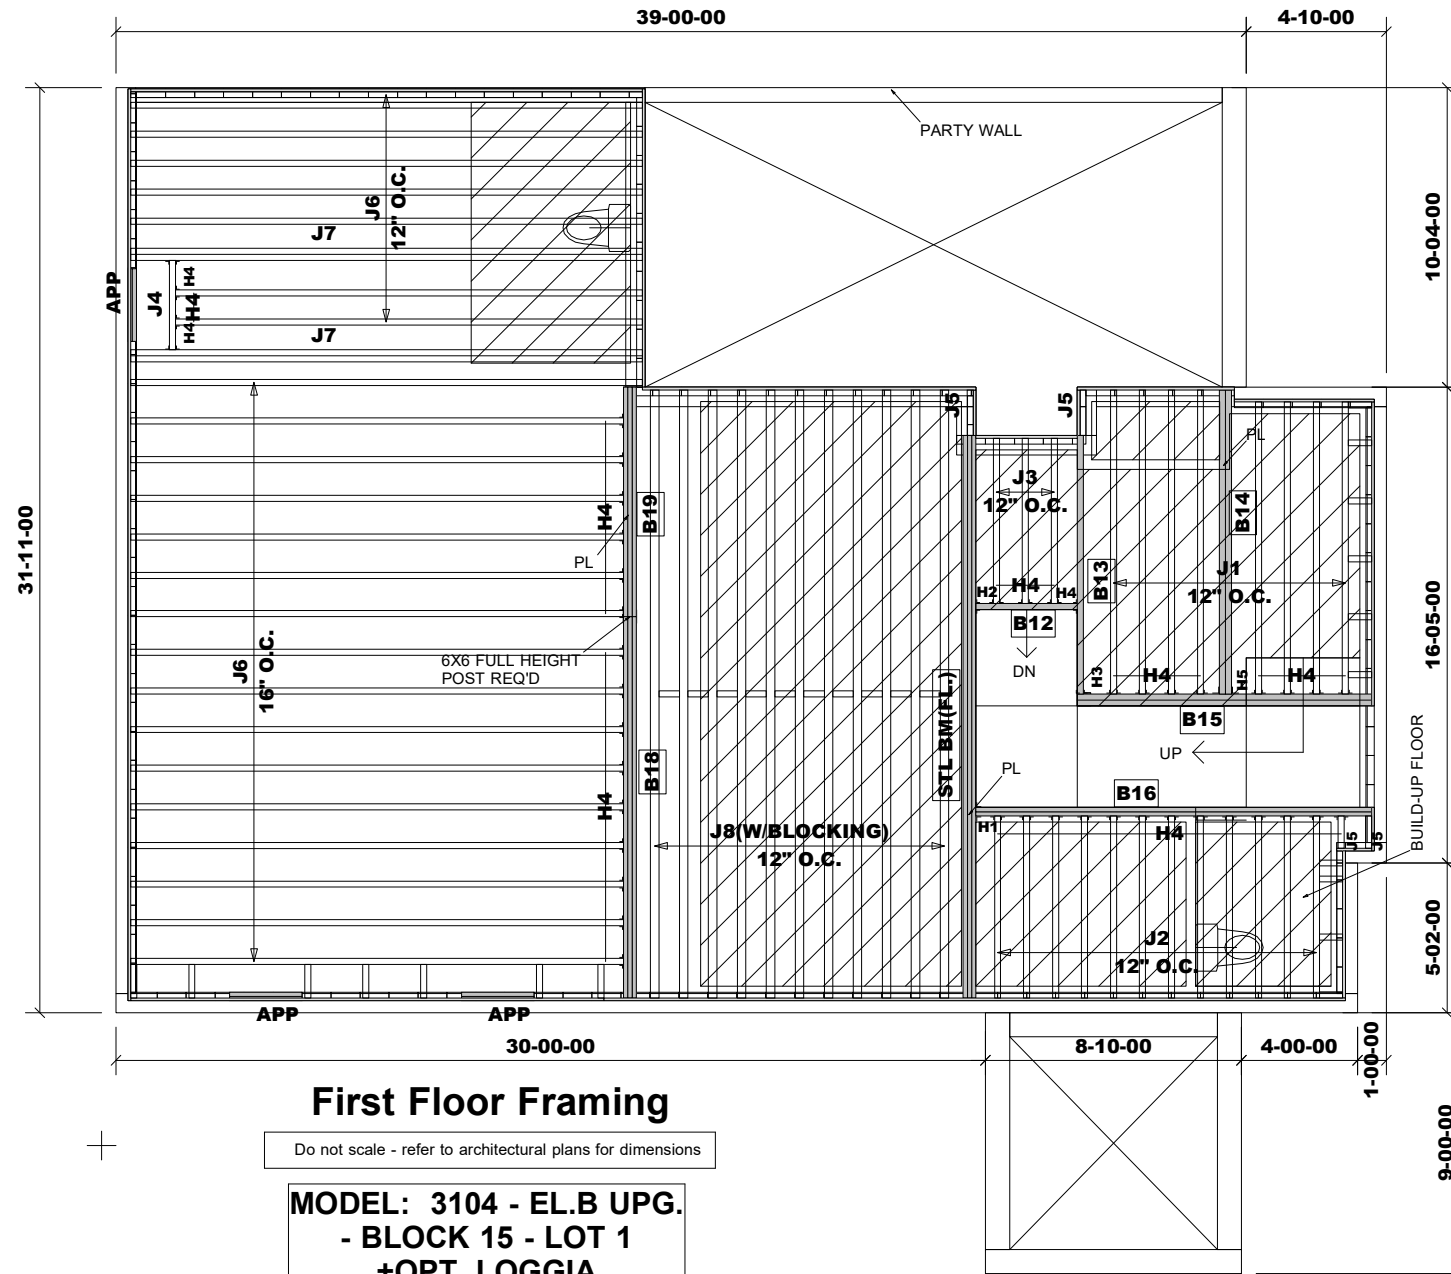 39-00-00
4-10-00
PARTY WALL
J6
12" O.C.
J7
10-04-00
APP
J4
H4
H4
H4
J7
J5
J5
PL
J3
12" O.C.
B14
B19
H4
PL
31-11-00
J1
12" O.C.
B13
H2
H4
H4
B12
16-05-00
6X6 FULL HEIGHT
POST REQ'D
J6
16" O.C.
DN
H3
H4
H5
H4
STL BM(FL.)
B15
UP
PL
B18
B16
BUILD-UP FLOOR
H4
J8(W/BLOCKING)
12" O.C.
H1
H4
J5
J5
J2
12" O.C.
5-02-00
APP
APP
30-00-00
8-10-00
4-00-00
1-00-00
First Floor Framing
9-00-00
Do not scale - refer to architectural plans for dimensions
MODEL: 3104 - EL.B UPG.
- BLOCK 15 - LOT 1
+OPT. LOGGIA